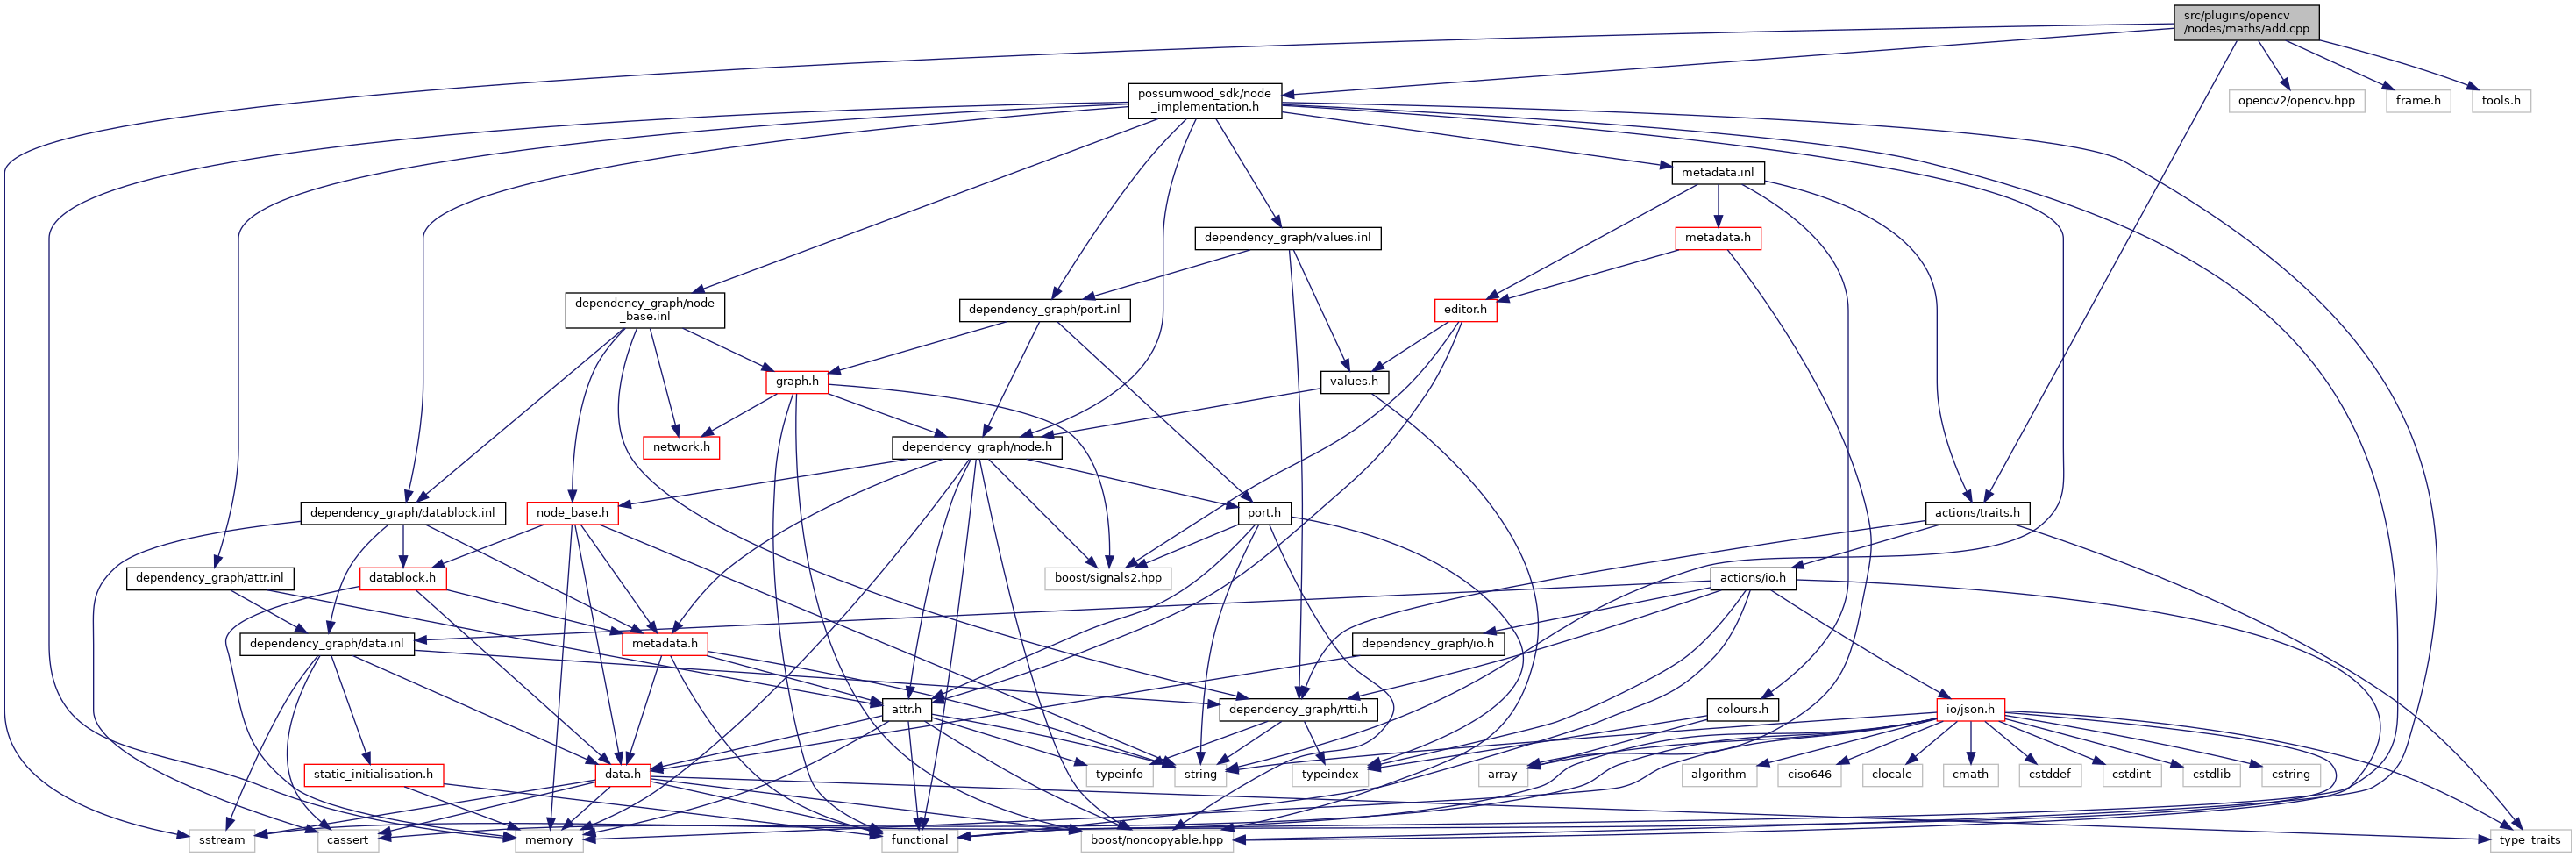 src/plugins/opencv
/nodes/maths/add.cpp
possumwood_sdk/node
_implementation.h
opencv2/opencv.hpp
frame.h
tools.h
metadata.inl
dependency_graph/values.inl
metadata.h
dependency_graph/node
_base.inl
dependency_graph/port.inl
editor.h
graph.h
values.h
network.h
dependency_graph/node.h
dependency_graph/datablock.inl
node_base.h
port.h
actions/traits.h
dependency_graph/attr.inl
datablock.h
boost/signals2.hpp
actions/io.h
dependency_graph/data.inl
metadata.h
dependency_graph/io.h
attr.h
dependency_graph/rtti.h
colours.h
io/json.h
static_initialisation.h
data.h
typeinfo
string
typeindex
array
algorithm
ciso646
clocale
cmath
cstddef
cstdint
cstdlib
cstring
sstream
cassert
memory
functional
boost/noncopyable.hpp
type_traits